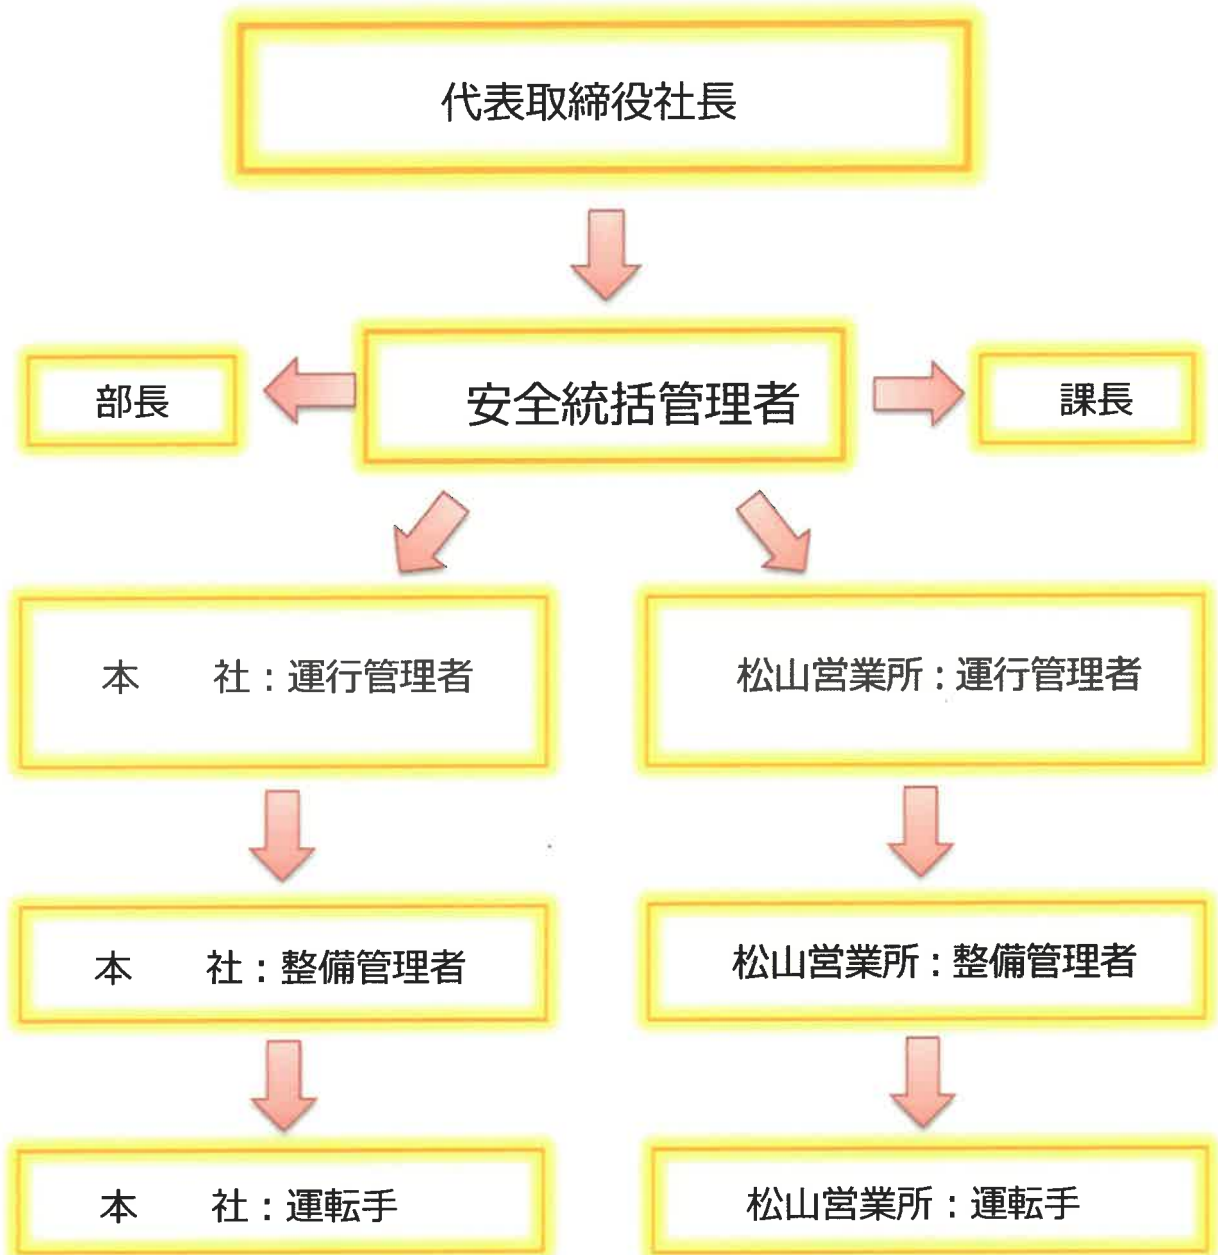 代表取締役社長
部長
安全統括管理者
課長
本　　社：運行管理者
松山営業所：運行管理者
本　　社：整備管理者
松山営業所：整備管理者
本　　社：運転手
松山営業所：運転手